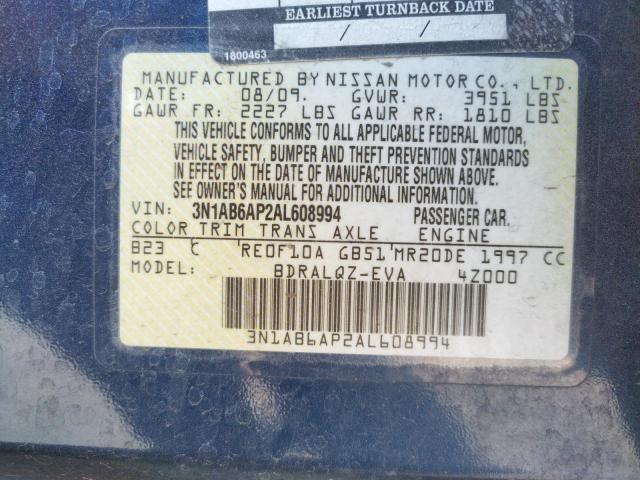 EARLIEST TURNBACK DATE
/ /
1800463
MANUFACTURED BY NISSAN MOTOR CO., LTD.
DATE: 08/09. GVWR: 3951 LBS
GAWR FR: 2227 LBS GAWR RR: 1810 LBS
THIS VEHICLE CONFORMS TO ALL APPLICABLE FEDERAL MOTOR,
VEHICLE SAFETY, BUMPER AND THEFT PREVENTION STANDARDS
IN EFFECT ON THE DATE OF MANUFACTURE SHOWN ABOVE.
SEE OWNER'S MANUAL FOR ADDITIONAL INFORMATION.
VIN: 3N1AB6AP2AL608994 PASSENGER CAR.
COLOR TRIM TRANS AXLE ENGINE
B23 C RE0F10A GB51 MR20DE 1997 CC
MODEL: BDRALQZ-EVA 4Z000
3N1AB6AP2AL608994